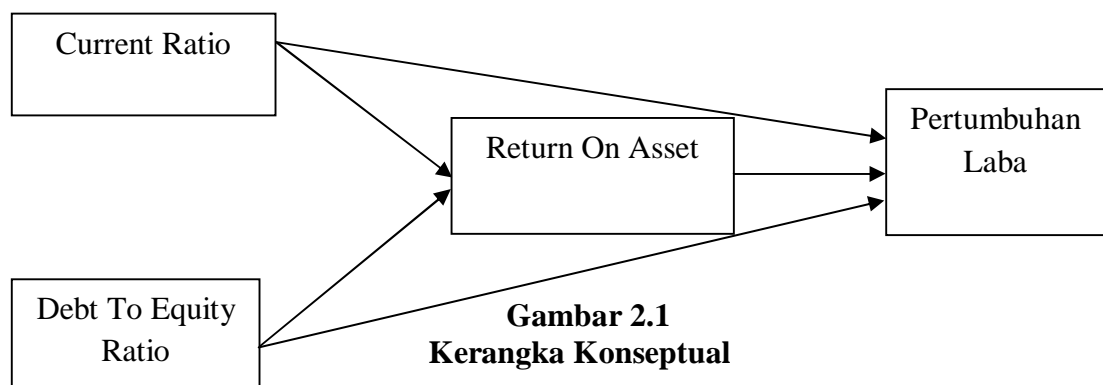 Current Ratio
Return On Asset
Pertumbuhan
Laba
Debt To Equity
Ratio
Gambar 2.1
Kerangka Konseptual